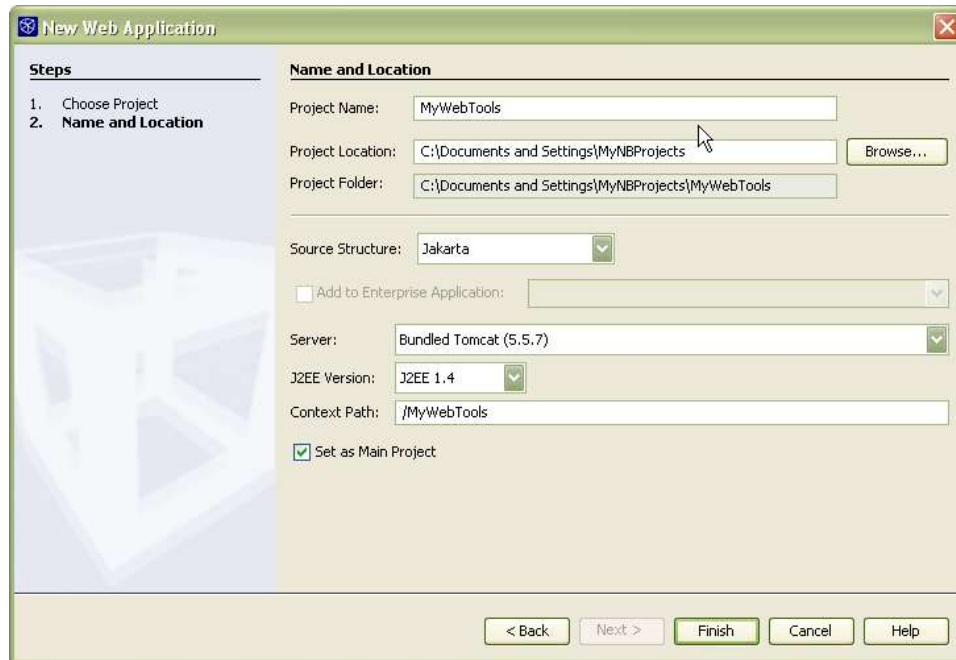 New Web Application
Steps
1. Choose Project
2. Name and Location
Name and Location
Project Name: MyWebTools
Project Location: C:\Documents and Settings\MyNBProjects Browse...
Project Folder: C:\Documents and Settings\MyNBProjects\MyWebTools
Source Structure: Jakarta
Add to Enterprise Application:
Server: Bundled Tomcat (5.5.7)
J2EE Version: J2EE 1.4
Context Path: /MyWebTools
Set as Main Project
< Back Next > Finish Cancel Help